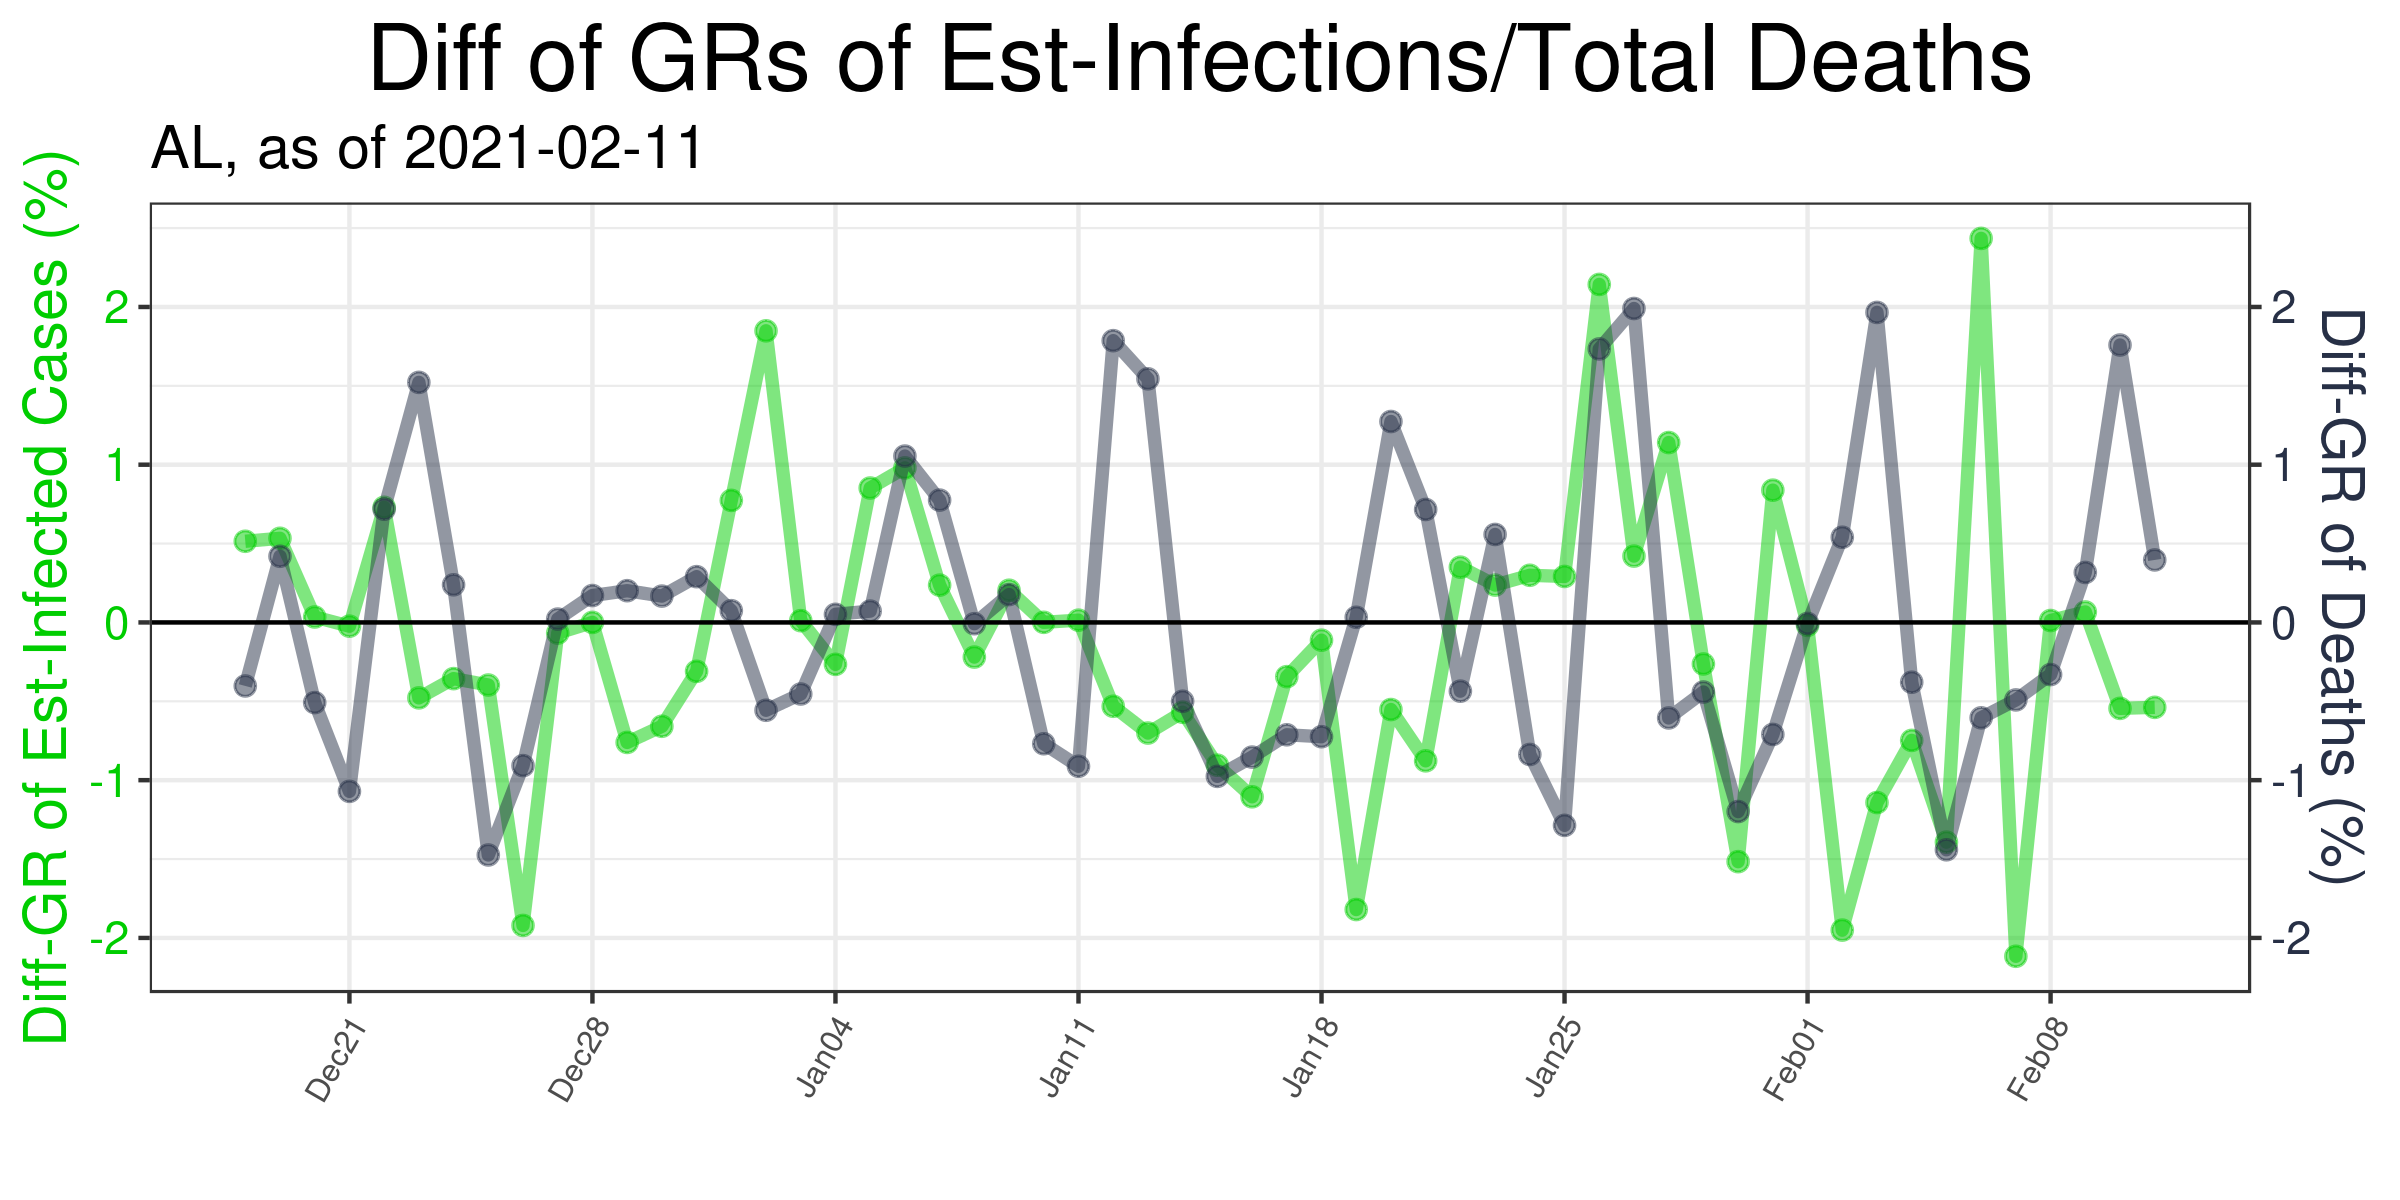 Diff of GRs of Est-Infections/Total Deaths
AL, as of 2021-02-11
Diff-GR of Est-Infected Cases (%)
2
1
0
-1
-2
2
1
0
-1
-2
Diff-GR of Deaths (%)
Dec21
Dec28
Jan04
Jan11
Jan18
Jan25
Feb01
Feb08